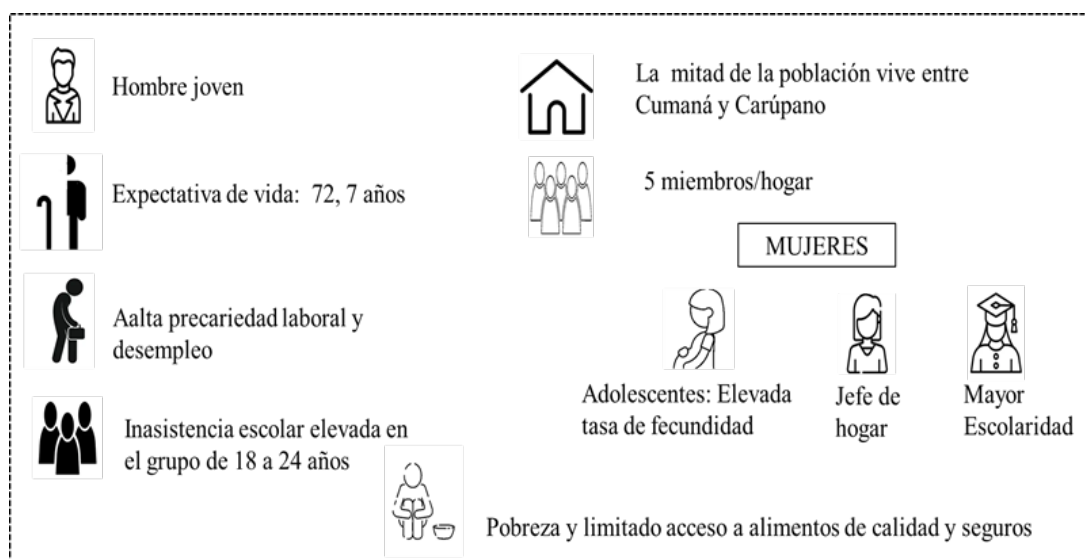 Hombre joven
Expectativa de vida: 72, 7 años
Aalta precariedad laboral y
desempleo
Inasistencia escolar elevada en
el grupo de 18 a 24 años
La mitad de la población vive entre
Cumaná y Carúpano
5 miembros/hogar
MUJERES
Adolescentes: Elevada
tasa de fecundidad
Jefe de
hogar
Mayor
Escolaridad
Pobreza y limitado acceso a alimentos de calidad y seguros